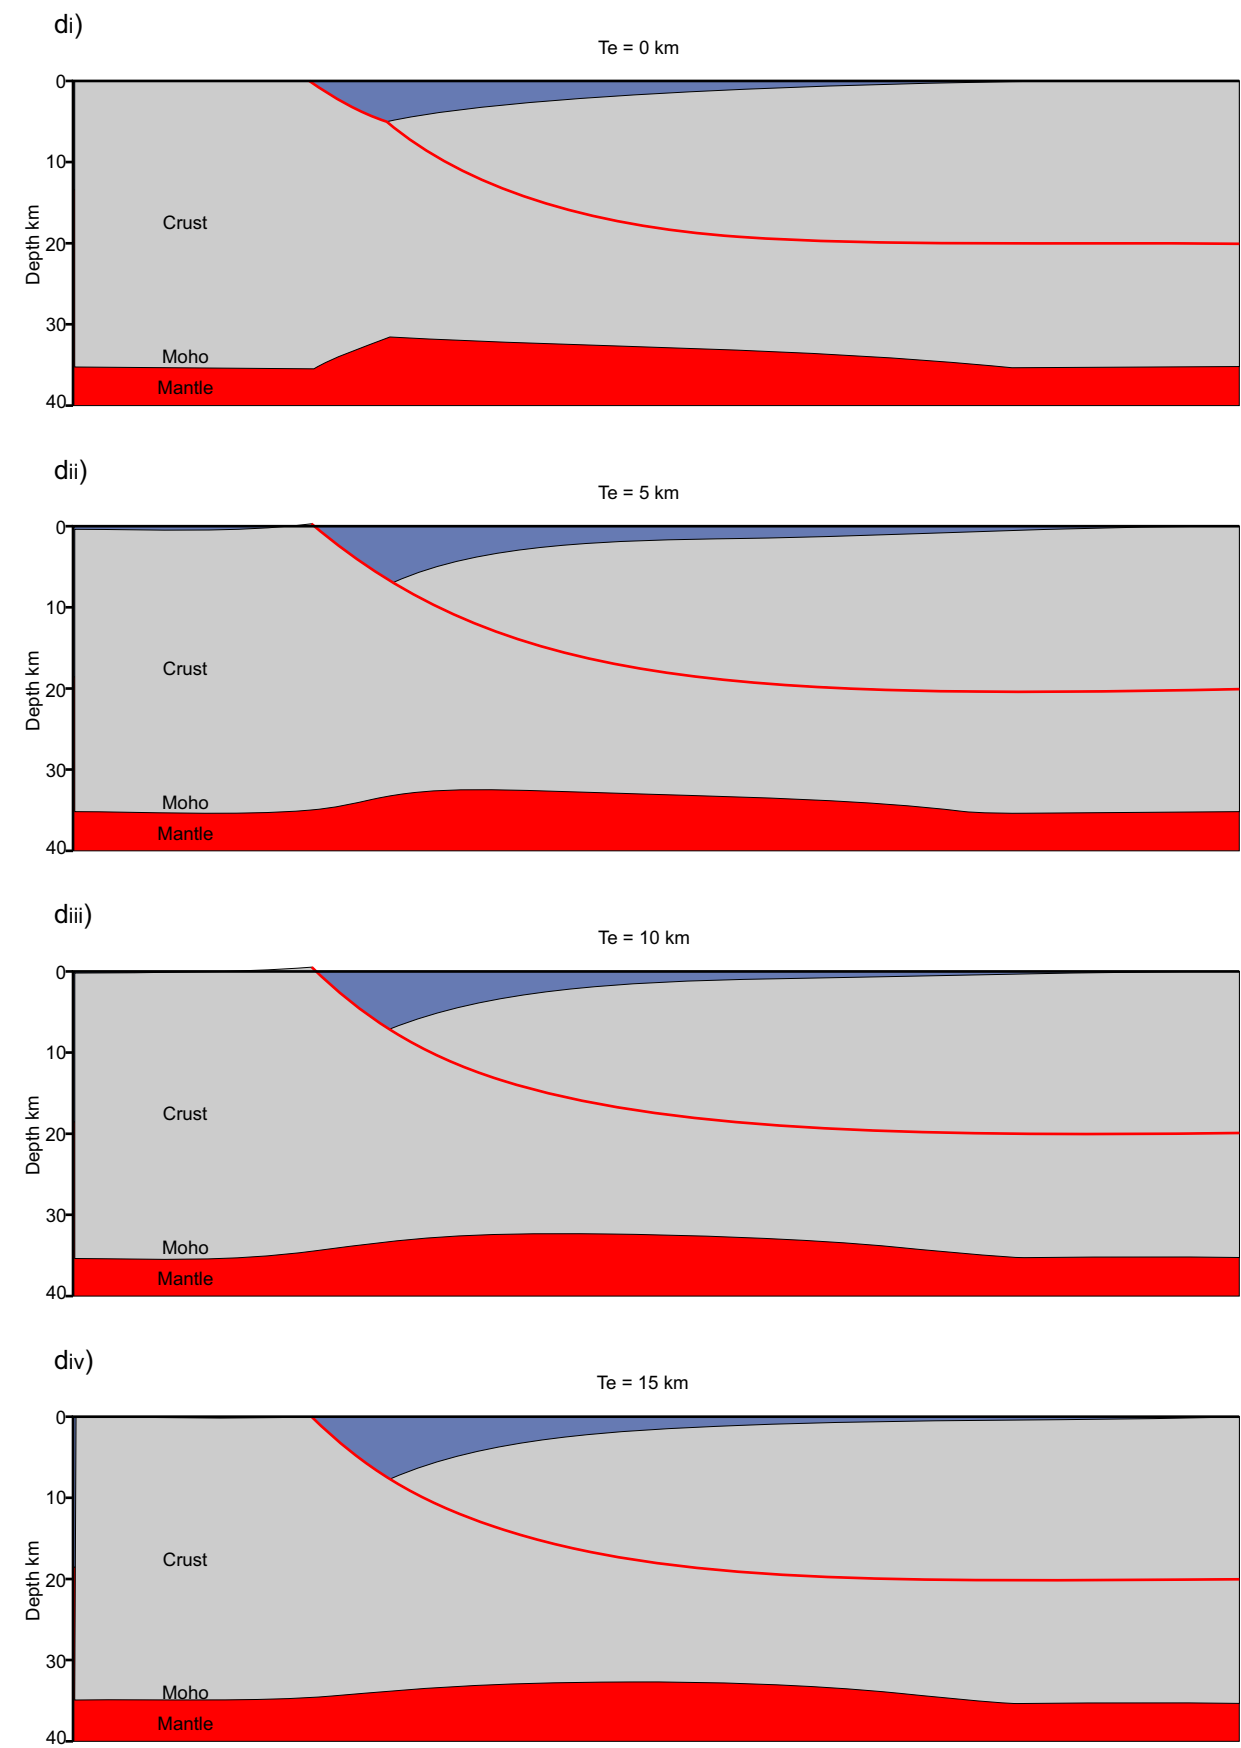 di)
Te = 0 km
0
10
20
30
40
Depth km
Crust
Moho
Mantle
dii)
Te = 5 km
0
10
20
30
40
Depth km
Crust
Moho
Mantle
diii)
Te = 10 km
0
10
20
30
40
Depth km
Crust
Moho
Mantle
div)
Te = 15 km
0
10
20
30
40
Depth km
Crust
Moho
Mantle